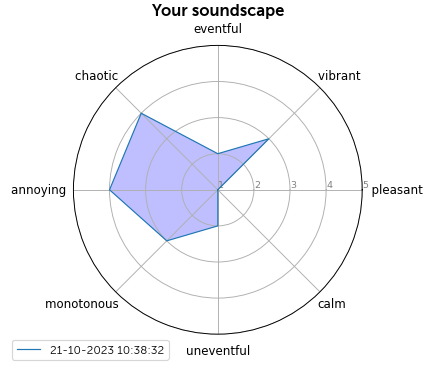 Your soundscape
eventful
chaotic
vibrant
annoying
1
2
3
4
5
pleasant
monotonous
calm
uneventful
21-10-2023 10:38:32